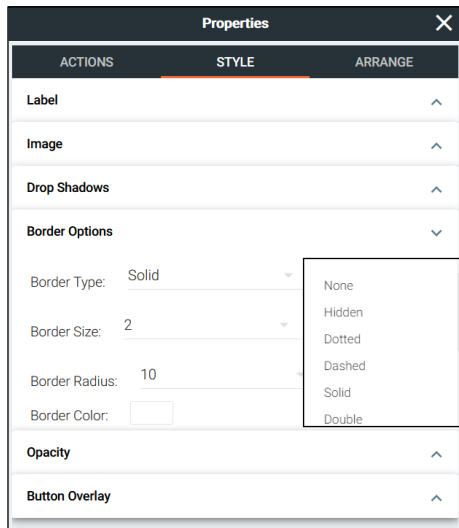 Properties
ACTIONS STYLE ARRANGE
Label
Image
Drop Shadows
Border Options
Border Type: Solid
Border Size: 2
Border Radius: 10
Border Color:
None
Hidden
Dotted
Dashed
Solid
Double
Opacity
Button Overlay